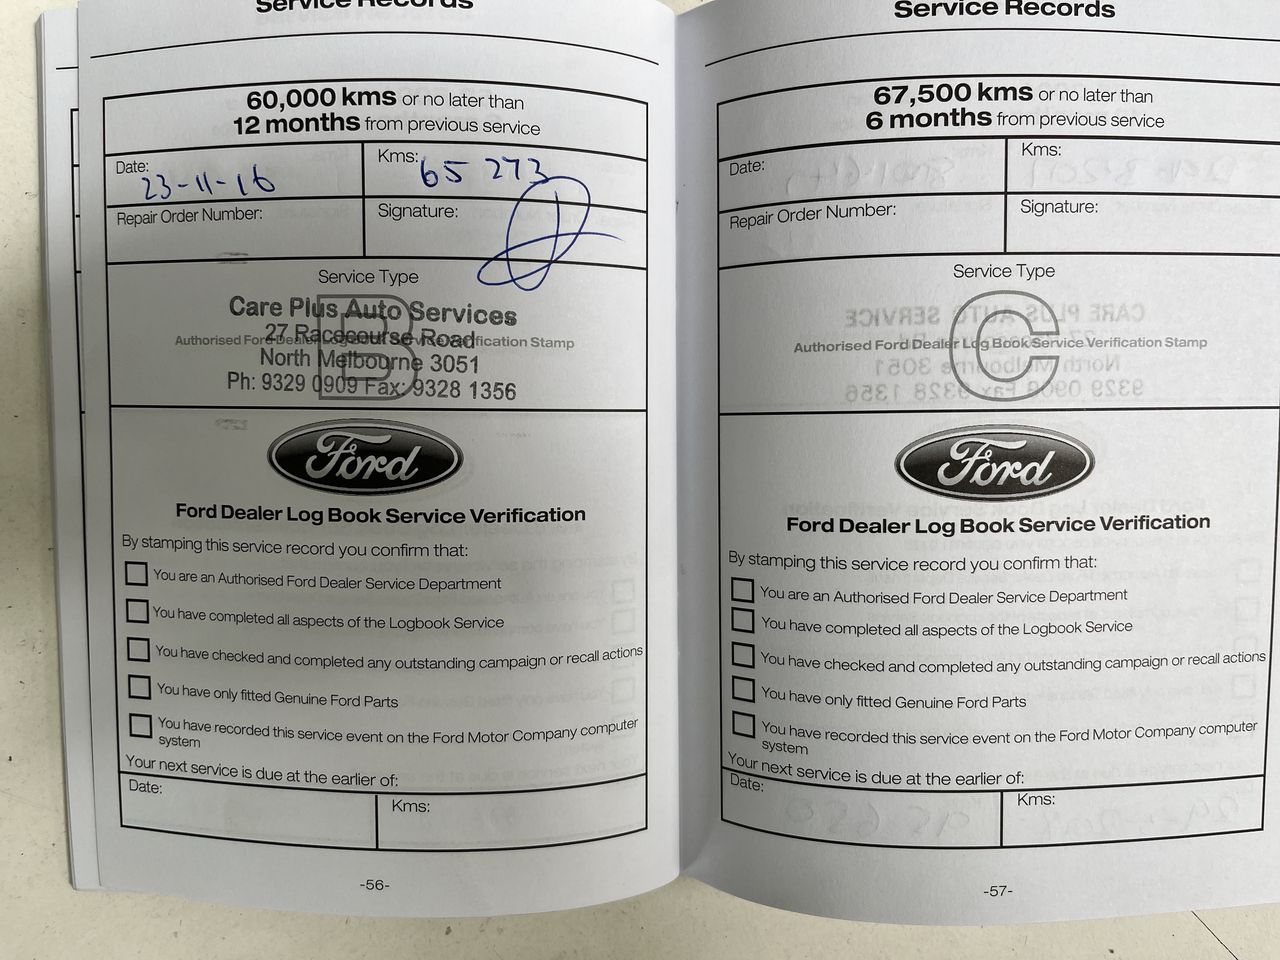 Service Records
60,000 kms or no later than
12 months from previous service
Date: 23-11-16
Kms: 65 273
Repair Order Number:
Signature:
Service Type
B
Authorised Ford Dealer Log Book Service Verification Stamp
Care Plus Auto Services
27 Racecourse Road
North Melbourne 3051
Ph: 9329 0909 Fax: 9328 1356
Ford
Ford Dealer Log Book Service Verification
By stamping this service record you confirm that:
You are an Authorised Ford Dealer Service Department
You have completed all aspects of the Logbook Service
You have checked and completed any outstanding campaign or recall actions
You have only fitted Genuine Ford Parts
You have recorded this service event on the Ford Motor Company computer
system
Your next service is due at the earlier of:
Date:
Kms:
-56-
Service Records
67,500 kms or no later than
6 months from previous service
Date:
Kms:
Repair Order Number:
Signature:
Service Type
C
Authorised Ford Dealer Log Book Service Verification Stamp
Ford
Ford Dealer Log Book Service Verification
By stamping this service record you confirm that:
You are an Authorised Ford Dealer Service Department
You have completed all aspects of the Logbook Service
You have checked and completed any outstanding campaign or recall actions
You have only fitted Genuine Ford Parts
You have recorded this service event on the Ford Motor Company computer
system
Your next service is due at the earlier of:
Date:
Kms:
-57-